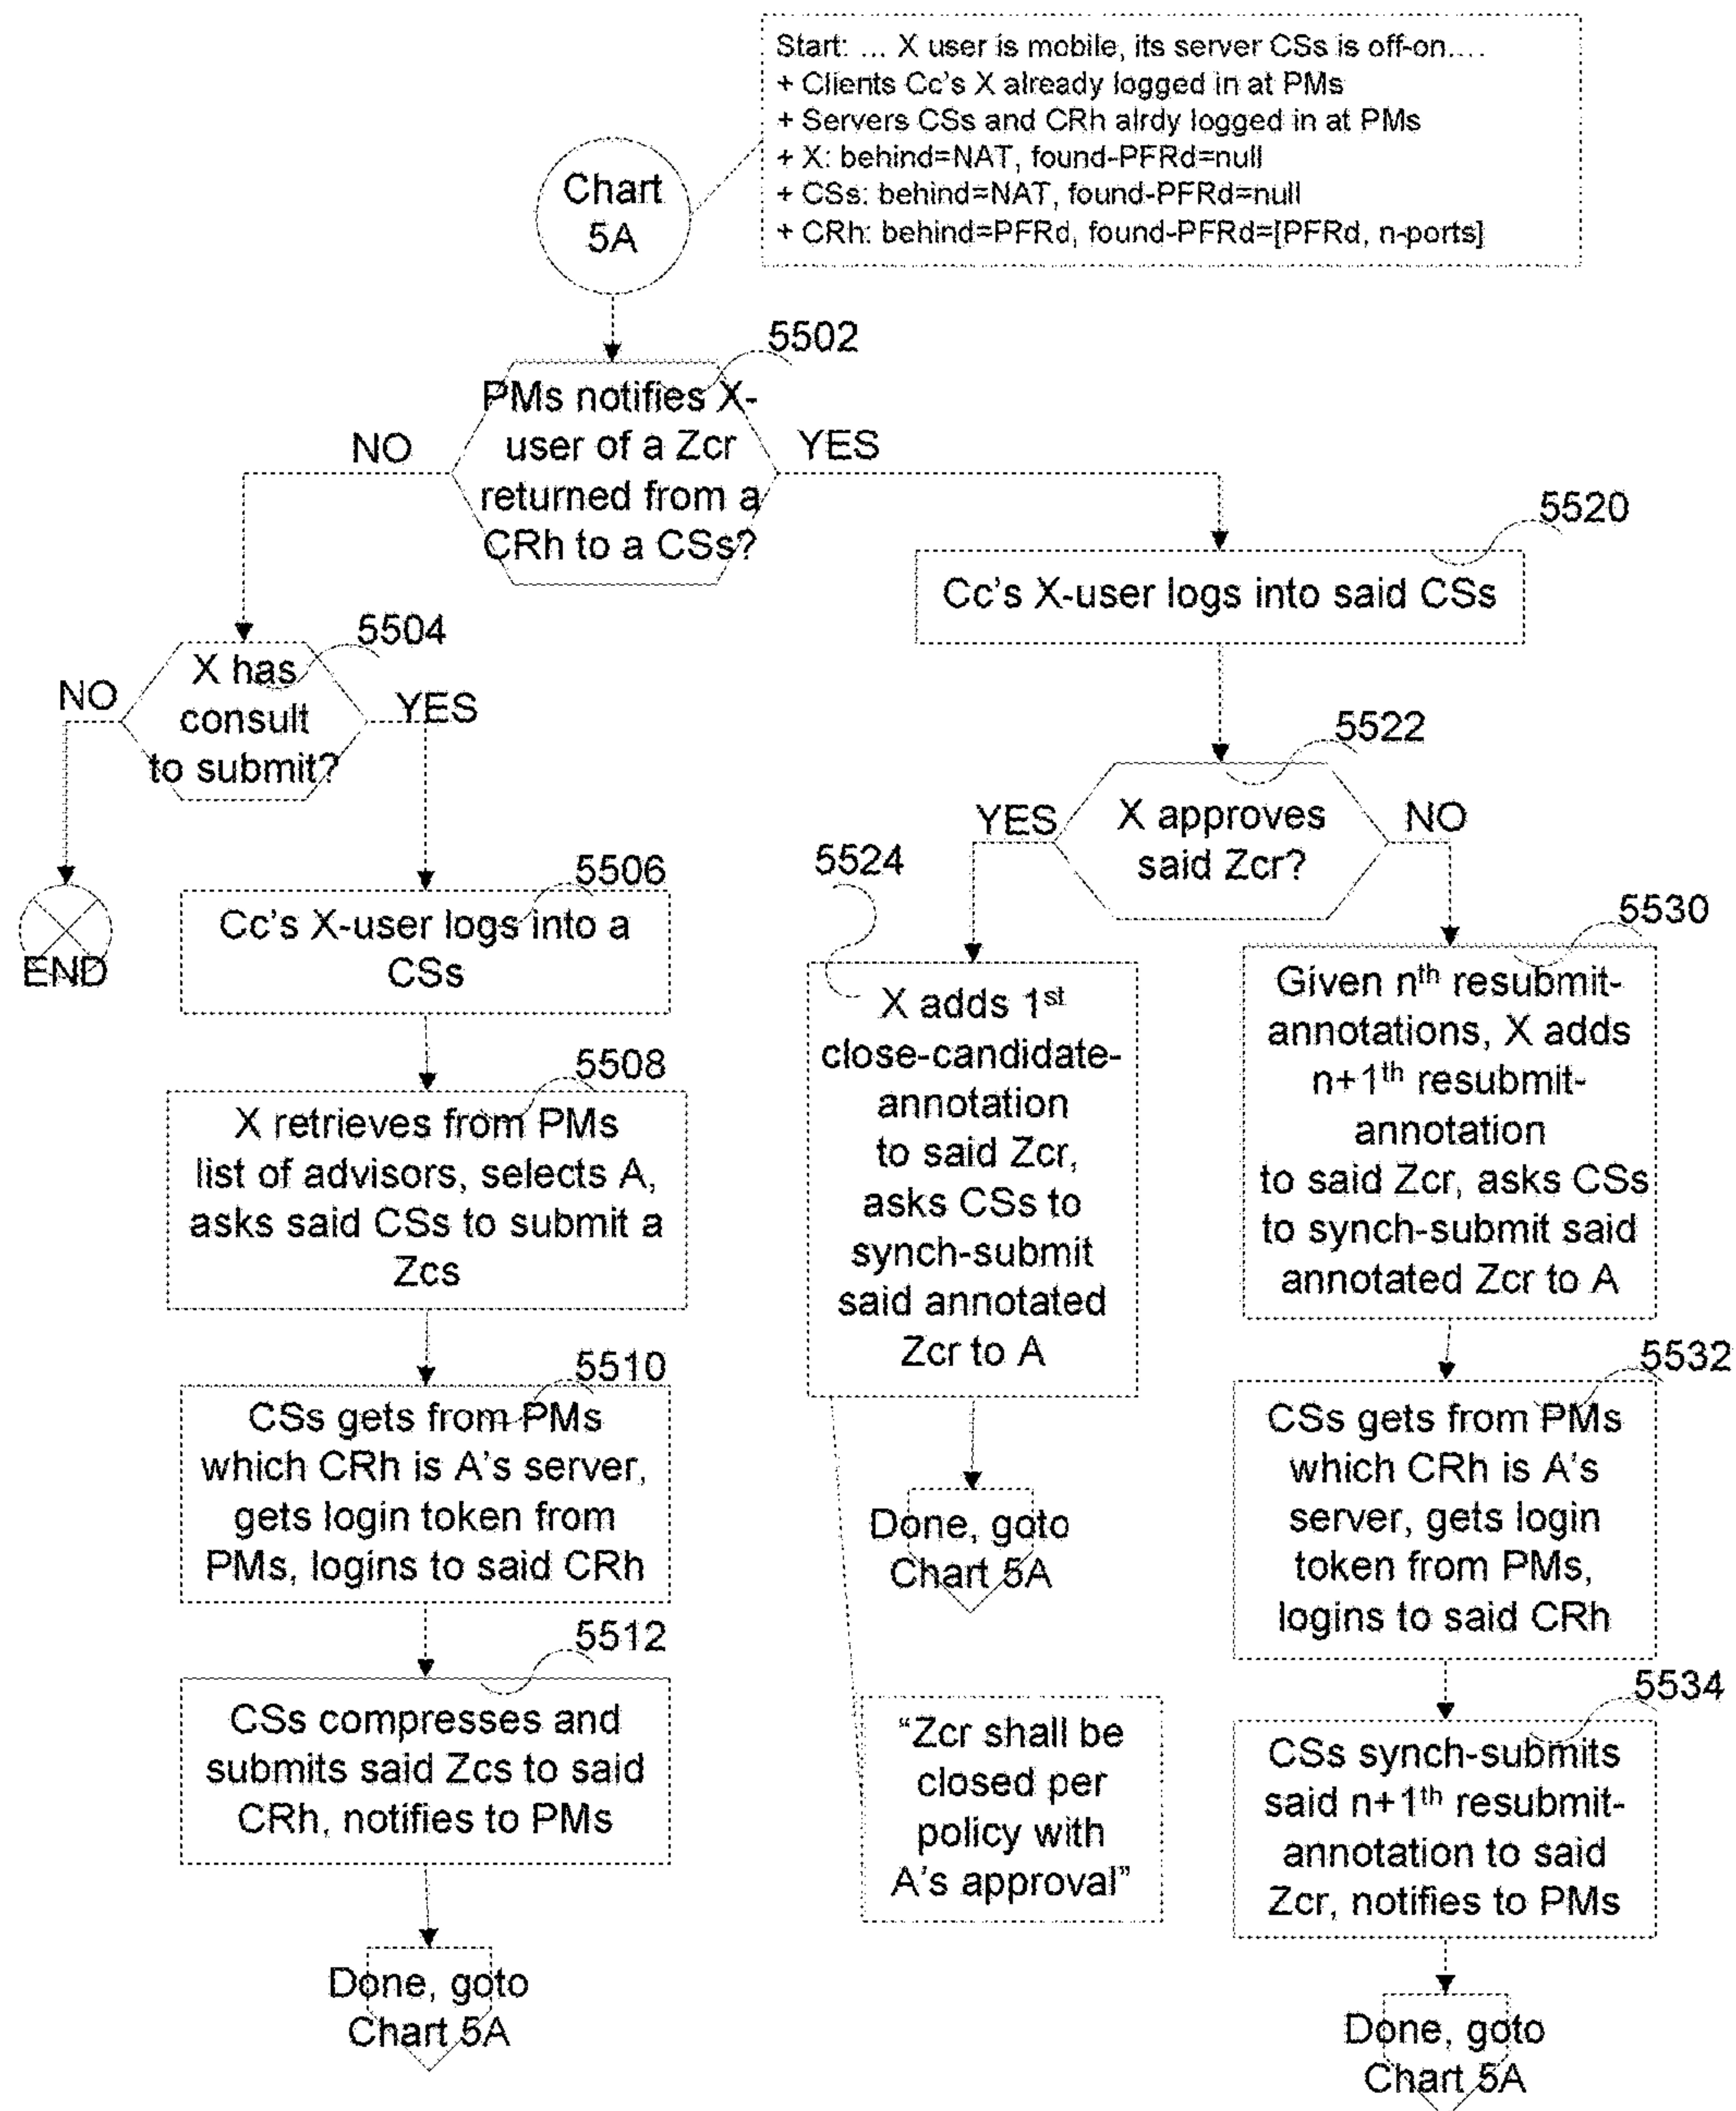 Start: ... X user is mobile, its server CSs is off-on....
+ Clients Cc's X already logged in at PMs
+ Servers CSs and CRh alrdy logged in at PMs
+ X: behind=NAT, found-PFRd=null
+ CSs: behind=NAT, found-PFRd=null
+ CRh: behind=PFRd, found-PFRd=[PFRd, n-ports]
Chart
5A
5502
PMs notifies X-
user of a Zcr
returned from a
CRh to a CSs?
NO
YES
5504
X has
consult
to submit?
NO
YES
END
5506
Cc's X-user logs into a
CSs
5508
X retrieves from PMs
list of advisors, selects A,
asks said CSs to submit a
Zcs
5510
CSs gets from PMs
which CRh is A's server,
gets login token from
PMs, logins to said CRh
5512
CSs compresses and
submits said Zcs to said
CRh, notifies to PMs
Done, goto
Chart 5A
5520
Cc's X-user logs into said CSs
5522
X approves
said Zcr?
YES
NO
5524
X adds 1st
close-candidate-
annotation
to said Zcr,
asks CSs to
synch-submit
said annotated
Zcr to A
Done, goto
Chart 5A
"Zcr shall be
closed per
policy with
A's approval"
5530
Given nth resubmit-
annotations, X adds
n+1th resubmit-
annotation
to said Zcr, asks CSs
to synch-submit said
annotated Zcr to A
5532
CSs gets from PMs
which CRh is A's
server, gets login
token from PMs,
logins to said CRh
5534
CSs synch-submits
said n+1th resubmit-
annotation to said
Zcr, notifies to PMs
Done, goto
Chart 5A